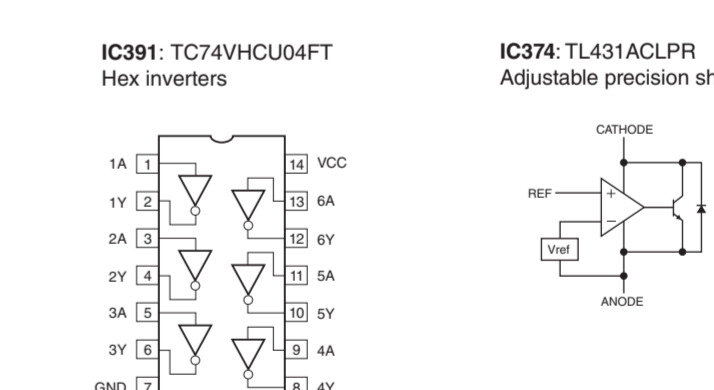 IC391: TC74VHCU04FT
Hex inverters
1A 1
1Y 2
2A 3
2Y 4
3A 5
3Y 6
GND 7
14 VCC
13 6A
12 6Y
11 5A
10 5Y
9 4A
8 4Y
IC374: TL431ACLPR
Adjustable precision sh
CATHODE
REF
+
−
Vref
ANODE